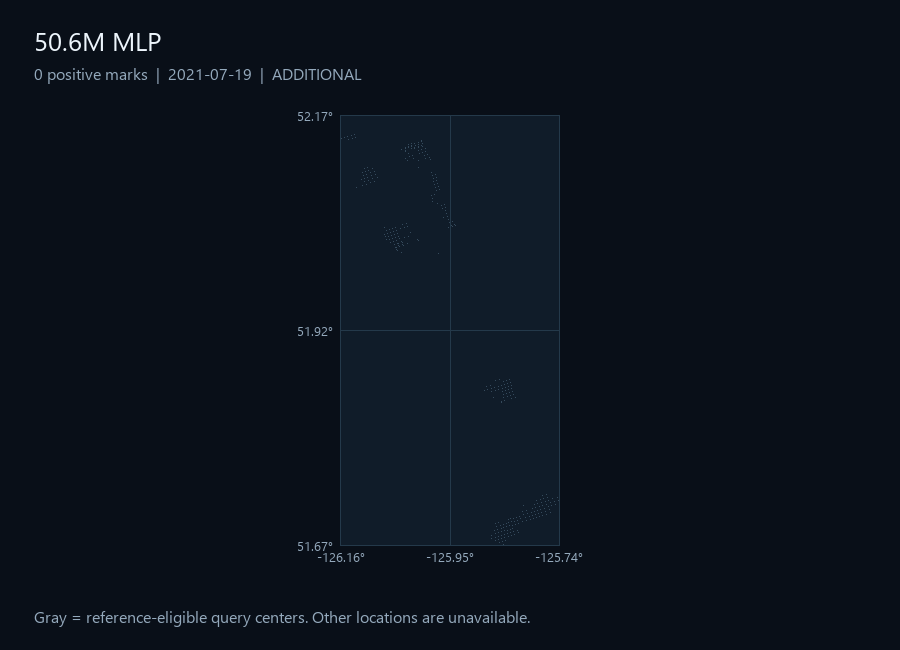 50.6M MLP
0 positive marks | 2021-07-19 | ADDITIONAL
52.17°
51.92°
51.67°
-126.16° -125.95° -125.74°
Gray = reference-eligible query centers. Other locations are unavailable.